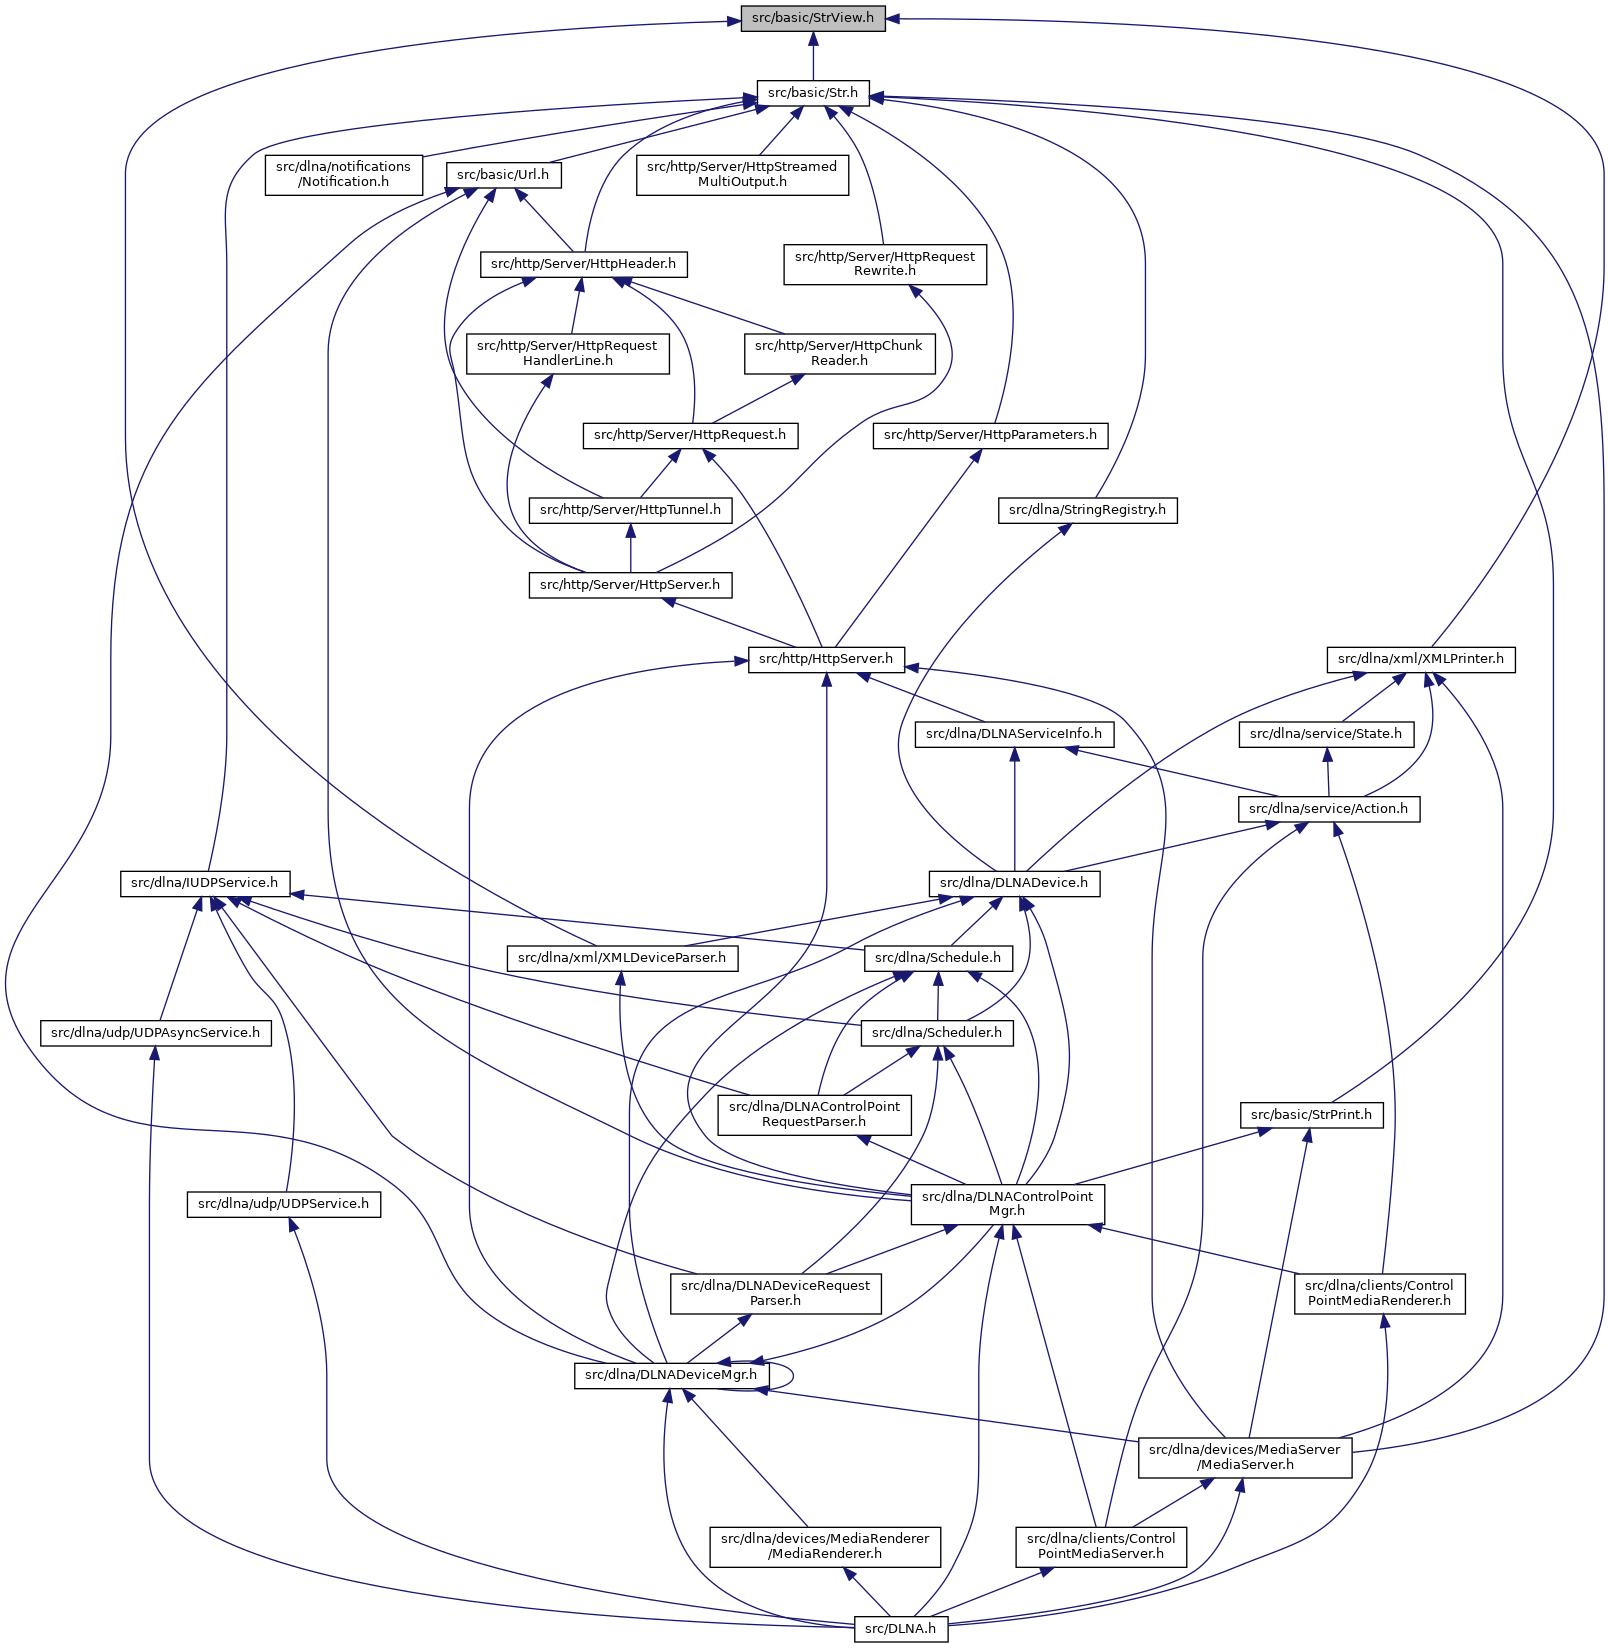 src/basic/StrView.h
src/basic/Str.h
src/dlna/notifications
/Notification.h
src/basic/Url.h
src/http/Server/HttpStreamed
MultiOutput.h
src/http/Server/HttpHeader.h
src/http/Server/HttpRequest
Rewrite.h
src/http/Server/HttpRequest
HandlerLine.h
src/http/Server/HttpChunk
Reader.h
src/http/Server/HttpRequest.h
src/http/Server/HttpParameters.h
src/http/Server/HttpTunnel.h
src/dlna/StringRegistry.h
src/http/Server/HttpServer.h
src/http/HttpServer.h
src/dlna/xml/XMLPrinter.h
src/dlna/DLNAServiceInfo.h
src/dlna/service/State.h
src/dlna/service/Action.h
src/dlna/IUDPService.h
src/dlna/DLNADevice.h
src/dlna/xml/XMLDeviceParser.h
src/dlna/Schedule.h
src/dlna/udp/UDPAsyncService.h
src/dlna/Scheduler.h
src/dlna/DLNAControlPoint
RequestParser.h
src/basic/StrPrint.h
src/dlna/udp/UDPService.h
src/dlna/DLNAControlPoint
Mgr.h
src/dlna/DLNADeviceRequest
Parser.h
src/dlna/clients/Control
PointMediaRenderer.h
src/dlna/DLNADeviceMgr.h
src/dlna/devices/MediaServer
/MediaServer.h
src/dlna/devices/MediaRenderer
/MediaRenderer.h
src/dlna/clients/Control
PointMediaServer.h
src/DLNA.h